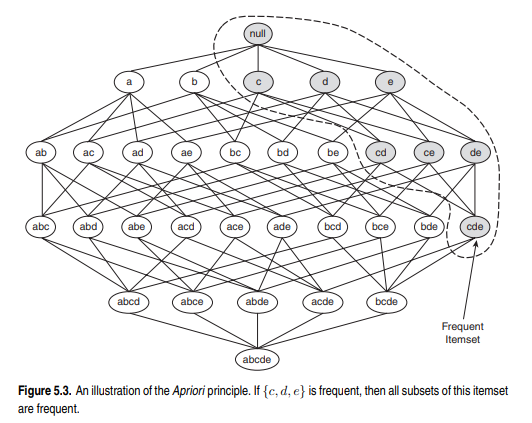 null
a b c d e
ab ac ad ae bc bd be cd ce de
abc abd abe acd ace ade bcd bce bde cde
abcd abce abde acde bcde
Frequent
Itemset
abcde
Figure 5.3. An illustration of the Apriori principle. If {c, d, e} is frequent, then all subsets of this itemset
are frequent.